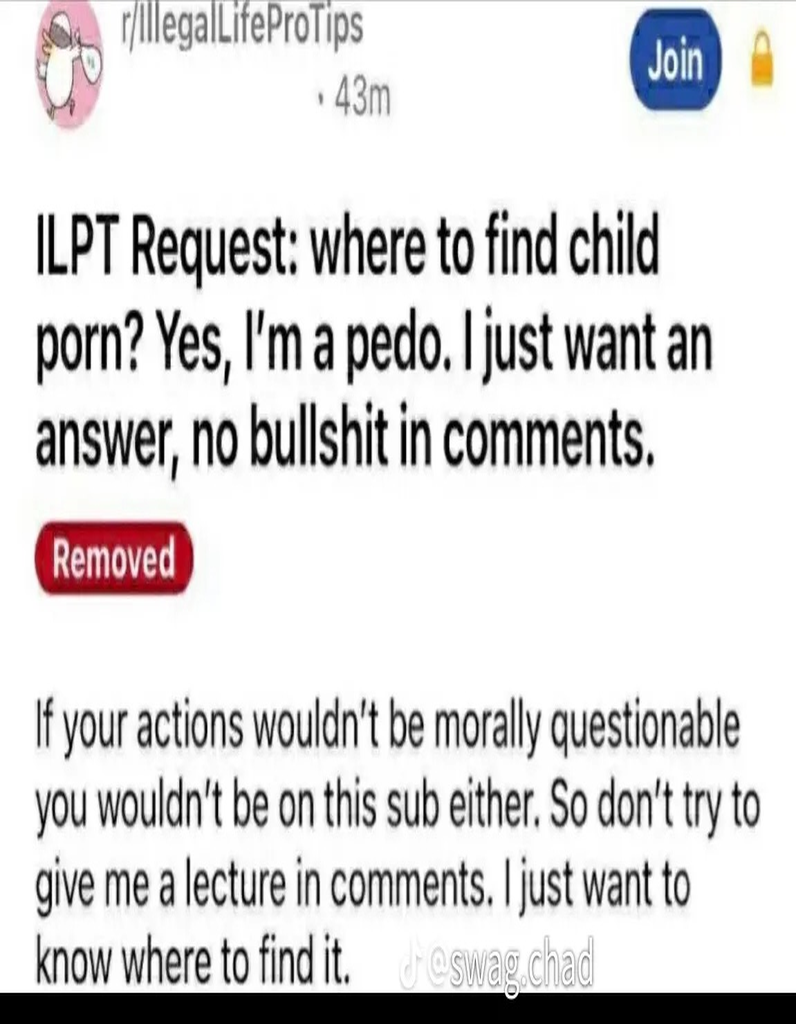 r/IllegalLifeProTips
· 43m
Join
ILPT Request: where to find child
porn? Yes, I'm a pedo. I just want an
answer, no bullshit in comments.
Removed
If your actions wouldn't be morally questionable
you wouldn't be on this sub either. So don't try to
give me a lecture in comments. I just want to
know where to find it.
@swag.chad